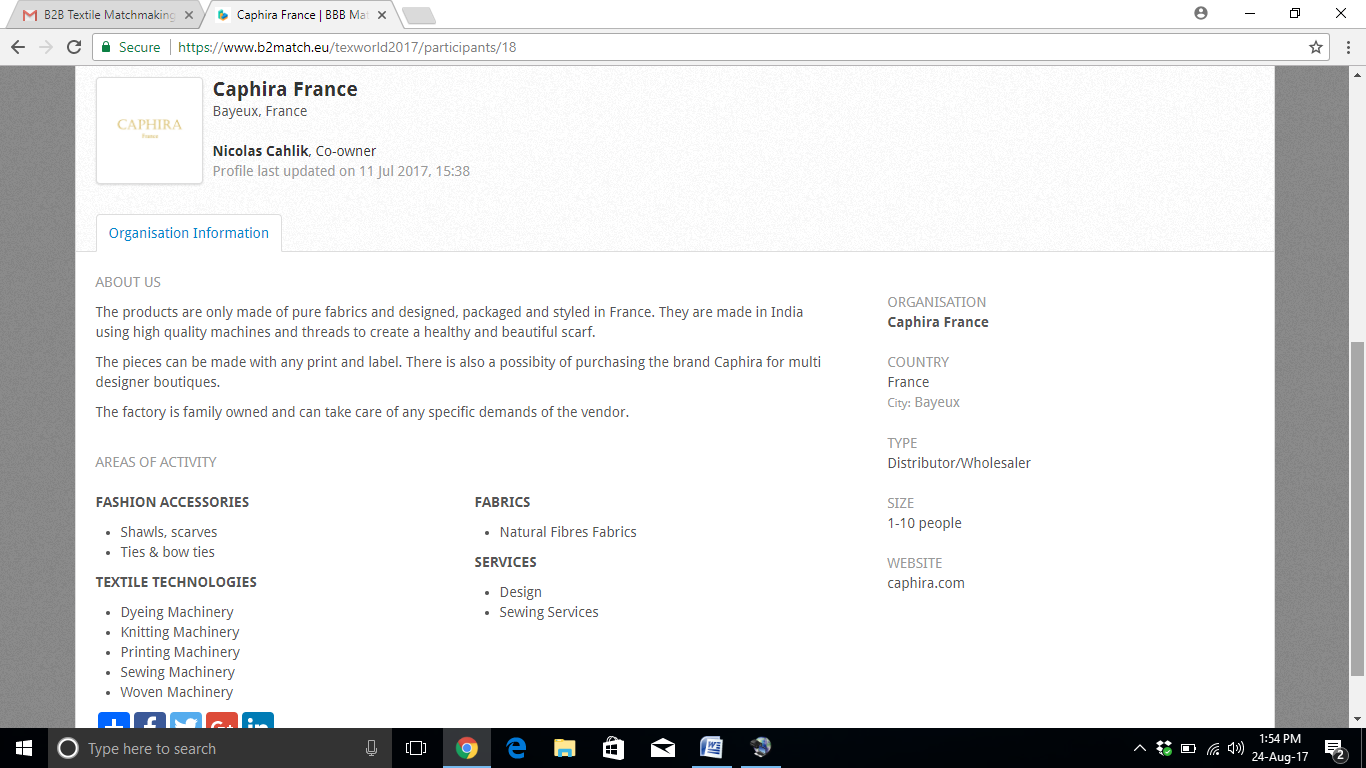 B2B Textile Matchmaking
Caphira France | BBB Mat
Secure
https://www.b2match.eu/texworld2017/participants/18
CAPHIRA
France
Caphira France
Bayeux, France
Nicolas Cahlik, Co-owner
Profile last updated on 11 Jul 2017, 15:38
Organisation Information
ABOUT US
The products are only made of pure fabrics and designed, packaged and styled in France. They are made in India
using high quality machines and threads to create a healthy and beautiful scarf.
The pieces can be made with any print and label. There is also a possibity of purchasing the brand Caphira for multi
designer boutiques.
The factory is family owned and can take care of any specific demands of the vendor.
AREAS OF ACTIVITY
FASHION ACCESSORIES
• Shawls, scarves
• Ties & bow ties
TEXTILE TECHNOLOGIES
• Dyeing Machinery
• Knitting Machinery
• Printing Machinery
• Sewing Machinery
• Woven Machinery
FABRICS
• Natural Fibres Fabrics
SERVICES
• Design
• Sewing Services
ORGANISATION
Caphira France
COUNTRY
France
City: Bayeux
TYPE
Distributor/Wholesaler
SIZE
1-10 people
WEBSITE
caphira.com
Type here to search
1:54 PM
24-Aug-17
2